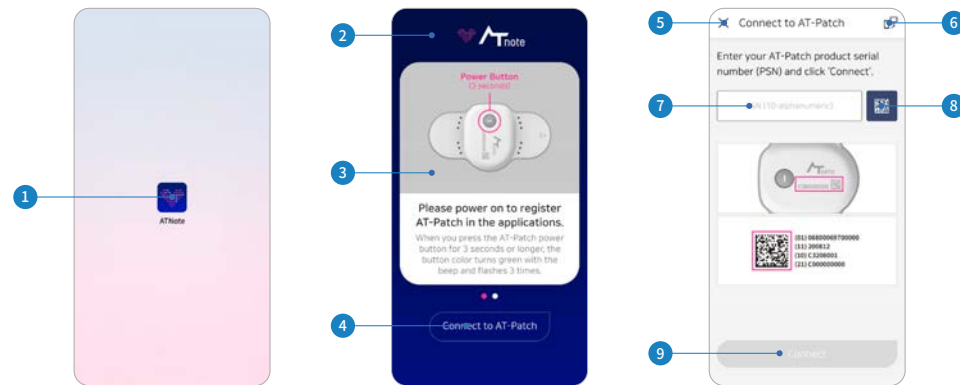 1
ATNote
2
ATnote
Power Button
(3 seconds)
3
Please power on to register
AT-Patch in the applications.
When you press the AT-Patch power
button for 3 seconds or longer, the
button color turns green with the
beep and flashes 3 times.
4
Connect to AT-Patch
5
Connect to AT-Patch
6
Enter your AT-Patch product serial
number (PSN) and click 'Connect'.
7
(10-alphanumeric)
8
ATnote
(01) 08800069700000
(11) 200812
(10) C3208001
(21) C000000000
9
Connect